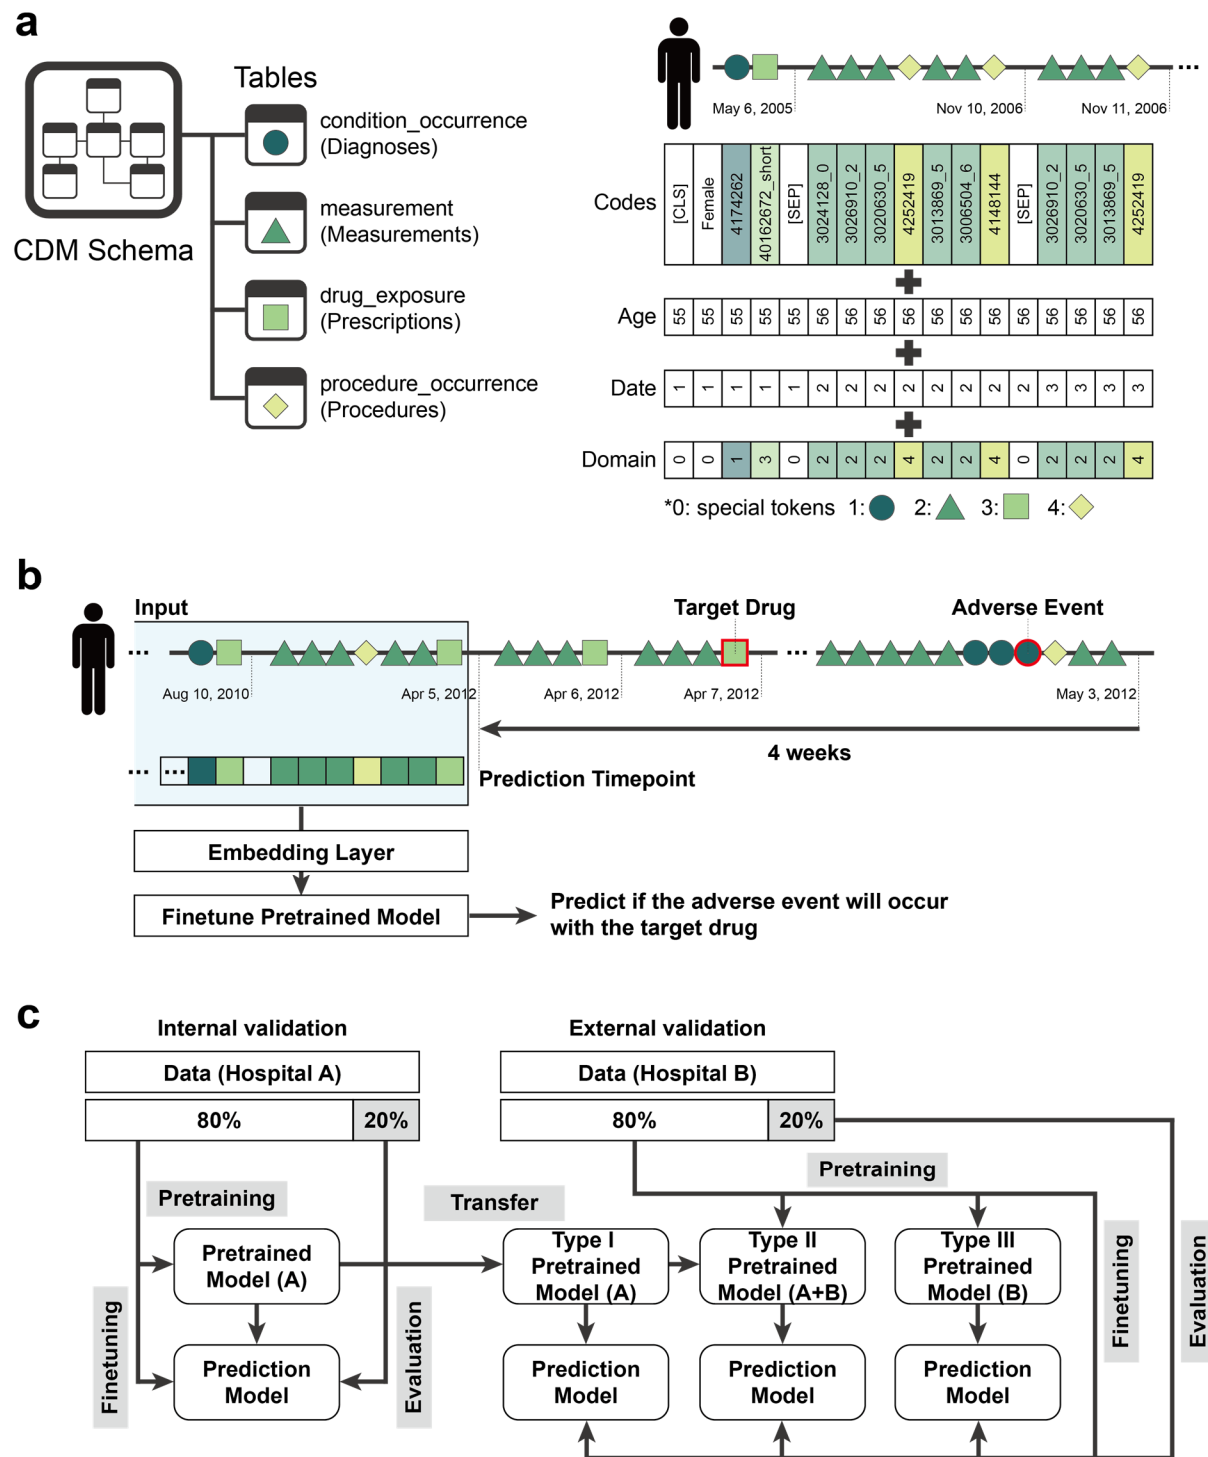 a
Tables
CDM Schema
condition_occurrence
(Diagnoses)
measurement
(Measurements)
drug_exposure
(Prescriptions)
procedure_occurrence
(Procedures)
...
May 6, 2005
Nov 10, 2006
Nov 11, 2006
Codes
[CLS] Female 4174262 40162672_short [SEP] 3024128_0 3026910_2 3020630_5 4252419 3013869_5 3006504_6 4148144 [SEP] 3026910_2 3020630_5 3013869_5 4252419
Age
55 55 55 55 55 56 56 56 56 56 56 56 56 56 56 56 56
Date
1 1 1 1 1 2 2 2 2 2 2 2 2 3 3 3 3
Domain
0 0 1 3 0 2 2 2 4 2 2 4 0 2 2 2 4
*0: special tokens 1: 2: 3: 4:
b
Input
Target Drug
Adverse Event
... ...
Aug 10, 2010
Apr 5, 2012
Apr 6, 2012
Apr 7, 2012
May 3, 2012
4 weeks
... ...
Prediction Timepoint
Embedding Layer
Finetune Pretrained Model
Predict if the adverse event will occur
with the target drug
c
Internal validation
Data (Hospital A)
80% 20%
Pretraining
Transfer
Pretrained
Model (A)
Finetuning
Evaluation
Prediction
Model
External validation
Data (Hospital B)
80% 20%
Pretraining
Type I
Pretrained
Model (A)
Type II
Pretrained
Model (A+B)
Type III
Pretrained
Model (B)
Finetuning
Evaluation
Prediction
Model
Prediction
Model
Prediction
Model